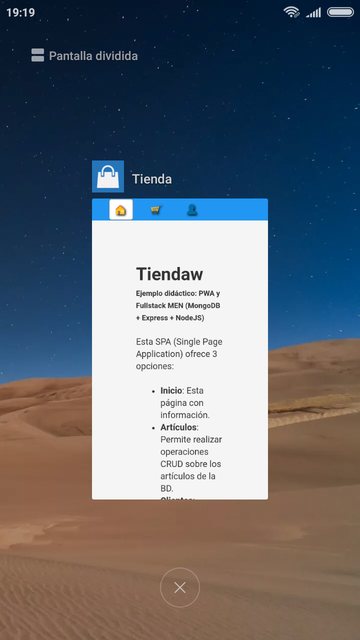 19:19
Pantalla dividida
Tienda
Tiendaw
Ejemplo didáctico: PWA y
Fullstack MEN (MongoDB
+ Express + NodeJS)
Esta SPA (Single Page
Application) ofrece 3
opciones:
• Inicio: Esta
página con
información.
• Artículos:
Permite realizar
operaciones
CRUD sobre los
artículos de la
BD.
• Clientes: